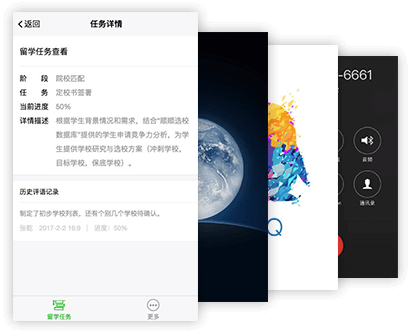 返回
任务详情
留学任务查看
阶 段 院校匹配
任 务 定校书签署
当前进度 50%
详情描述 根据学生背景情况和需求，结合“顺顺选校
数据库”提供的学生申请竞争力分析，为学
生提供学校研究与选校方案（冲刺学校，
目标学校，保底学校）。
历史评语记录
制定了初步学校列表，还有个别几个学校待确认。
张乾 2017-2-2 16:9 | 进度：50%
留学任务
更多
Q
-6661
音频
通讯录